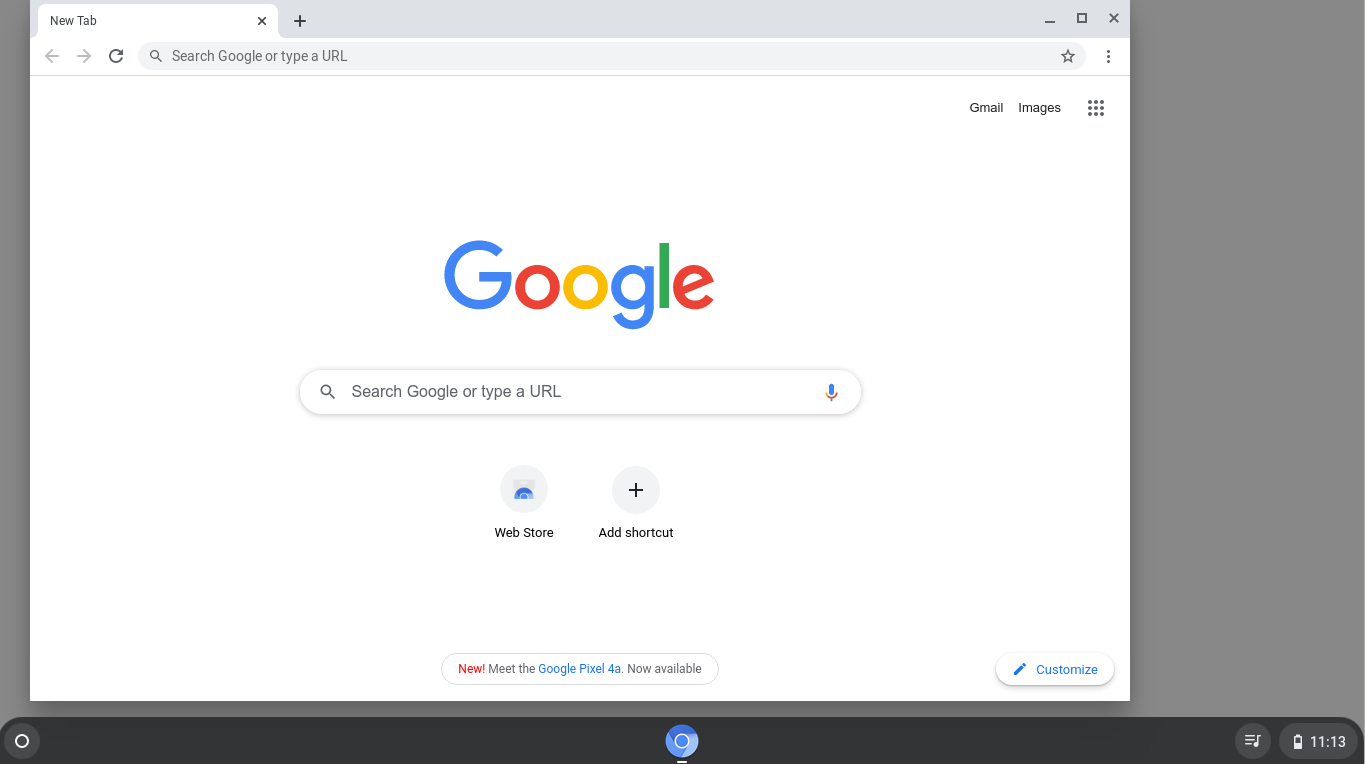 New Tab
Search Google or type a URL
Gmail Images
Google
Search Google or type a URL
Web Store Add shortcut
New! Meet the Google Pixel 4a. Now available
Customize
11:13